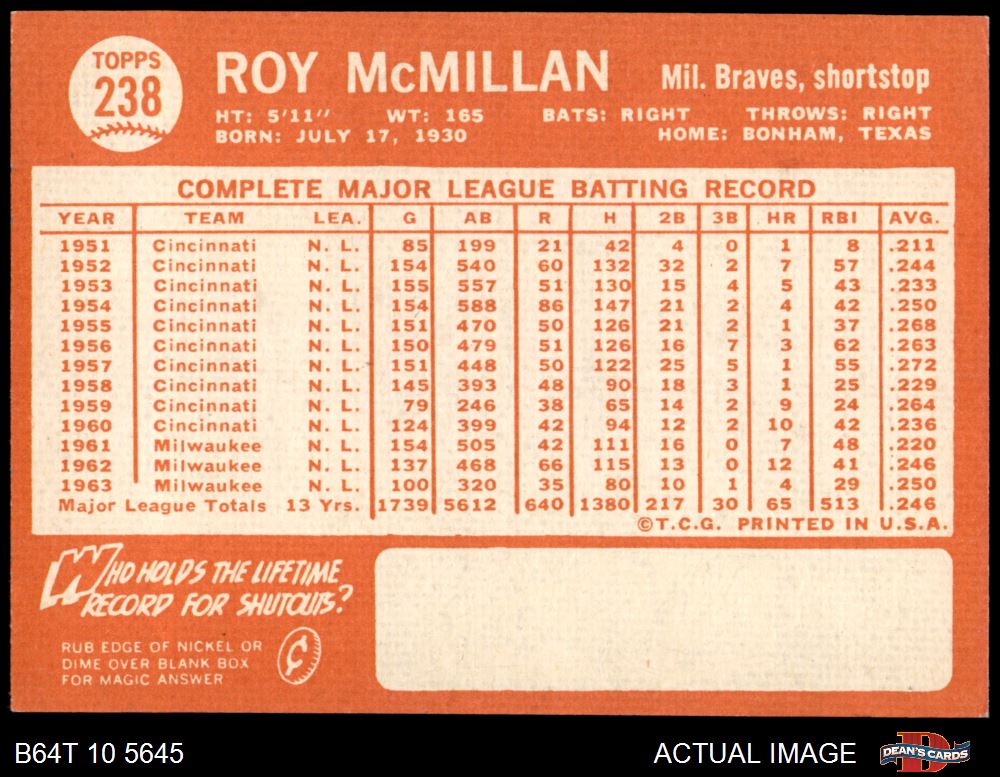 TOPPS
238
ROY McMILLAN
Mil. Braves, shortstop
HT: 5'11" WT: 165 BATS: RIGHT THROWS: RIGHT
BORN: JULY 17, 1930 HOME: BONHAM, TEXAS
COMPLETE MAJOR LEAGUE BATTING RECORD
YEAR TEAM LEA. G AB R H 2B 3B HR RBI AVG.
1951 Cincinnati N. L. 85 199 21 42 4 0 1 8 .211
1952 Cincinnati N. L. 154 540 60 132 32 2 7 57 .244
1953 Cincinnati N. L. 155 557 51 130 15 4 5 43 .233
1954 Cincinnati N. L. 154 588 86 147 21 2 4 42 .250
1955 Cincinnati N. L. 151 470 50 126 21 2 1 37 .268
1956 Cincinnati N. L. 150 479 51 126 16 7 3 62 .263
1957 Cincinnati N. L. 151 448 50 122 25 5 1 55 .272
1958 Cincinnati N. L. 145 393 48 90 18 3 1 25 .229
1959 Cincinnati N. L. 79 246 38 65 14 2 9 24 .264
1960 Cincinnati N. L. 124 399 42 94 12 2 10 42 .236
1961 Milwaukee N. L. 154 505 42 111 16 0 7 48 .220
1962 Milwaukee N. L. 137 468 66 115 13 0 12 41 .246
1963 Milwaukee N. L. 100 320 35 80 10 1 4 29 .250
Major League Totals 13 Yrs. 1739 5612 640 1380 217 30 65 513 .246
©T.C.G. PRINTED IN U.S.A.
WHO HOLDS THE LIFETIME
RECORD FOR SHUTOUTS?
RUB EDGE OF NICKEL OR
DIME OVER BLANK BOX
FOR MAGIC ANSWER
¢
B64T 10 5645
ACTUAL IMAGE
D
DEAN'S CARDS